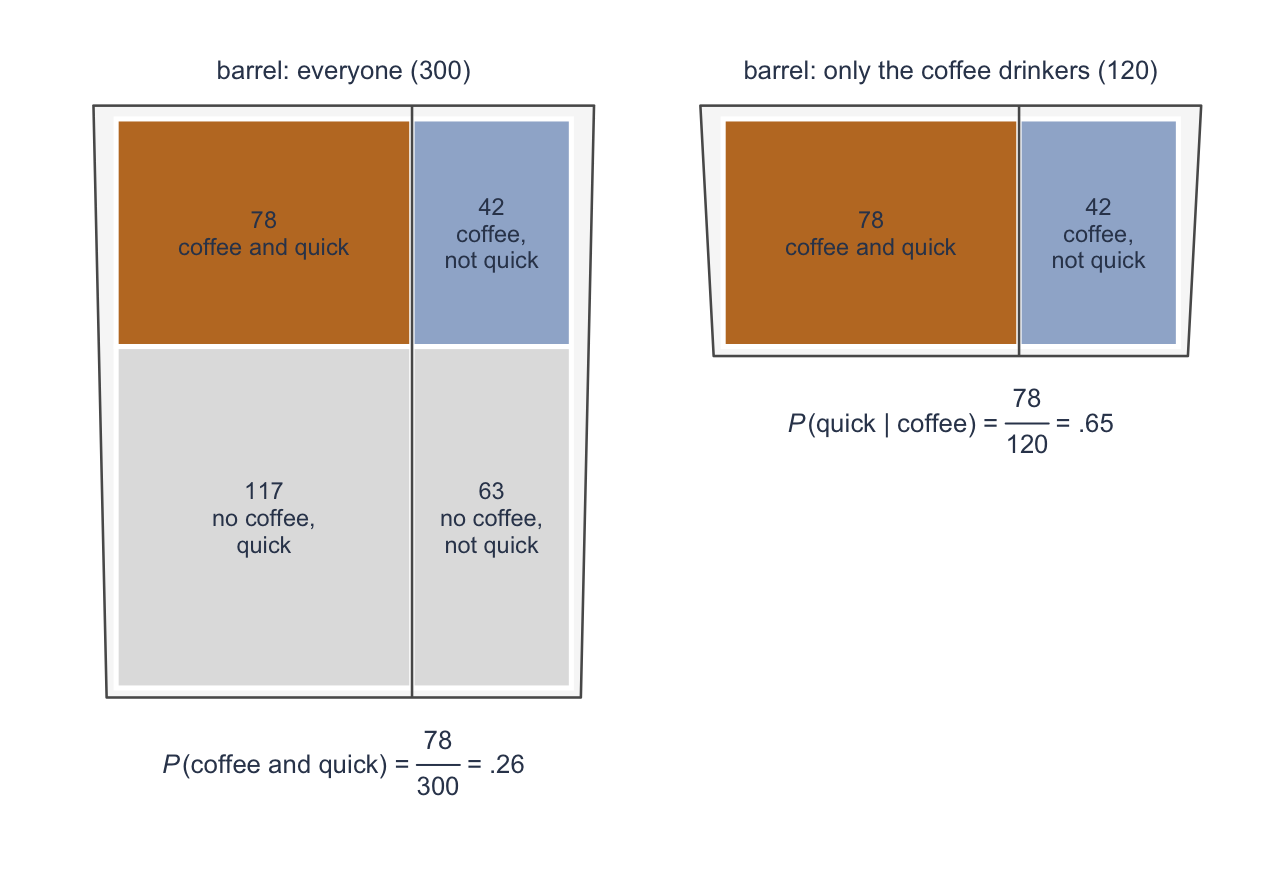 barrel: everyone (300)
78
coffee and quick
42
coffee,
not quick
117
no coffee,
quick
63
no coffee,
not quick
P(coffee and quick) = 78/300 = .26
barrel: only the coffee drinkers (120)
78
coffee and quick
42
coffee,
not quick
P(quick | coffee) = 78/120 = .65